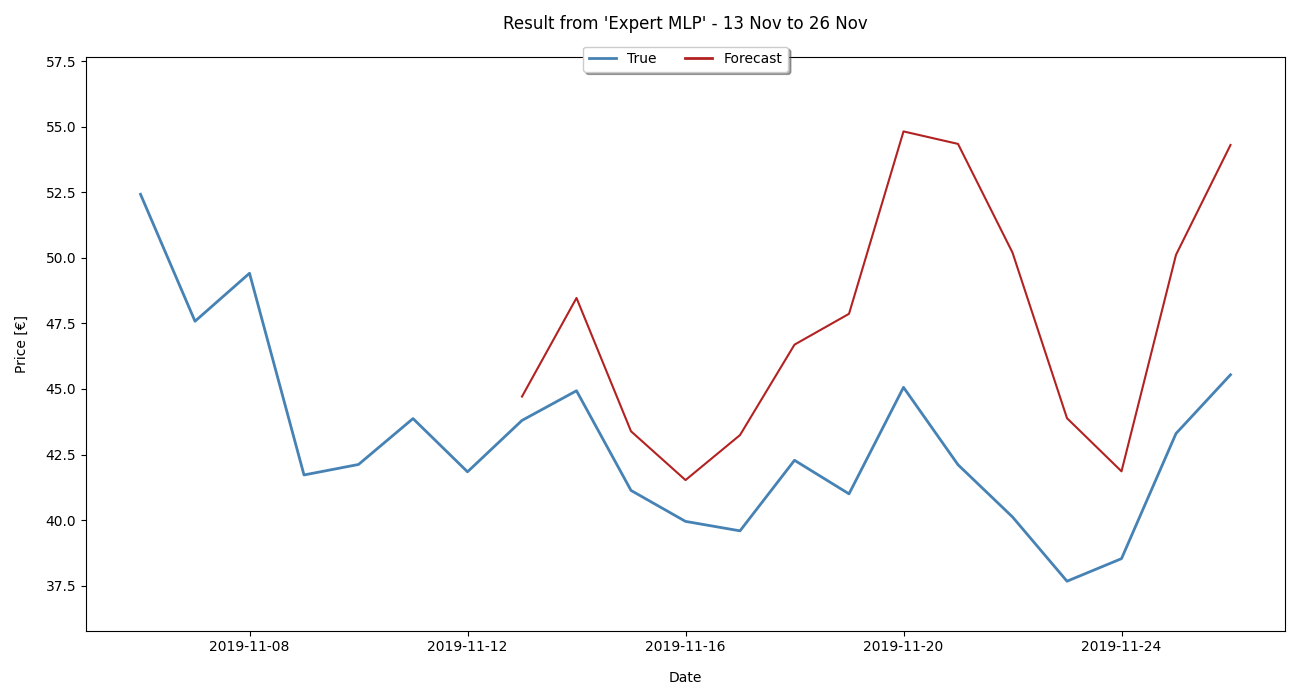 Result from 'Expert MLP' - 13 Nov to 26 Nov
True Forecast
57.5
55.0
52.5
50.0
47.5
45.0
42.5
40.0
37.5
Price [€]
2019-11-08 2019-11-12 2019-11-16 2019-11-20 2019-11-24
Date